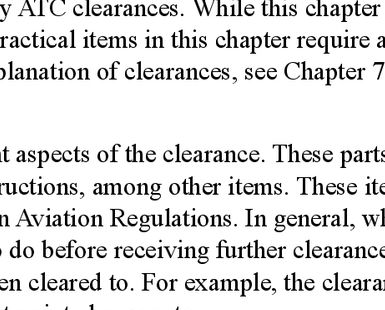 y ATC clearances. While this chapter
ractical items in this chapter require a
planation of clearances, see Chapter 7
t aspects of the clearance. These parts
ructions, among other items. These ite
n Aviation Regulations. In general, wh
o do before receiving further clearance
en cleared to. For example, the clearan